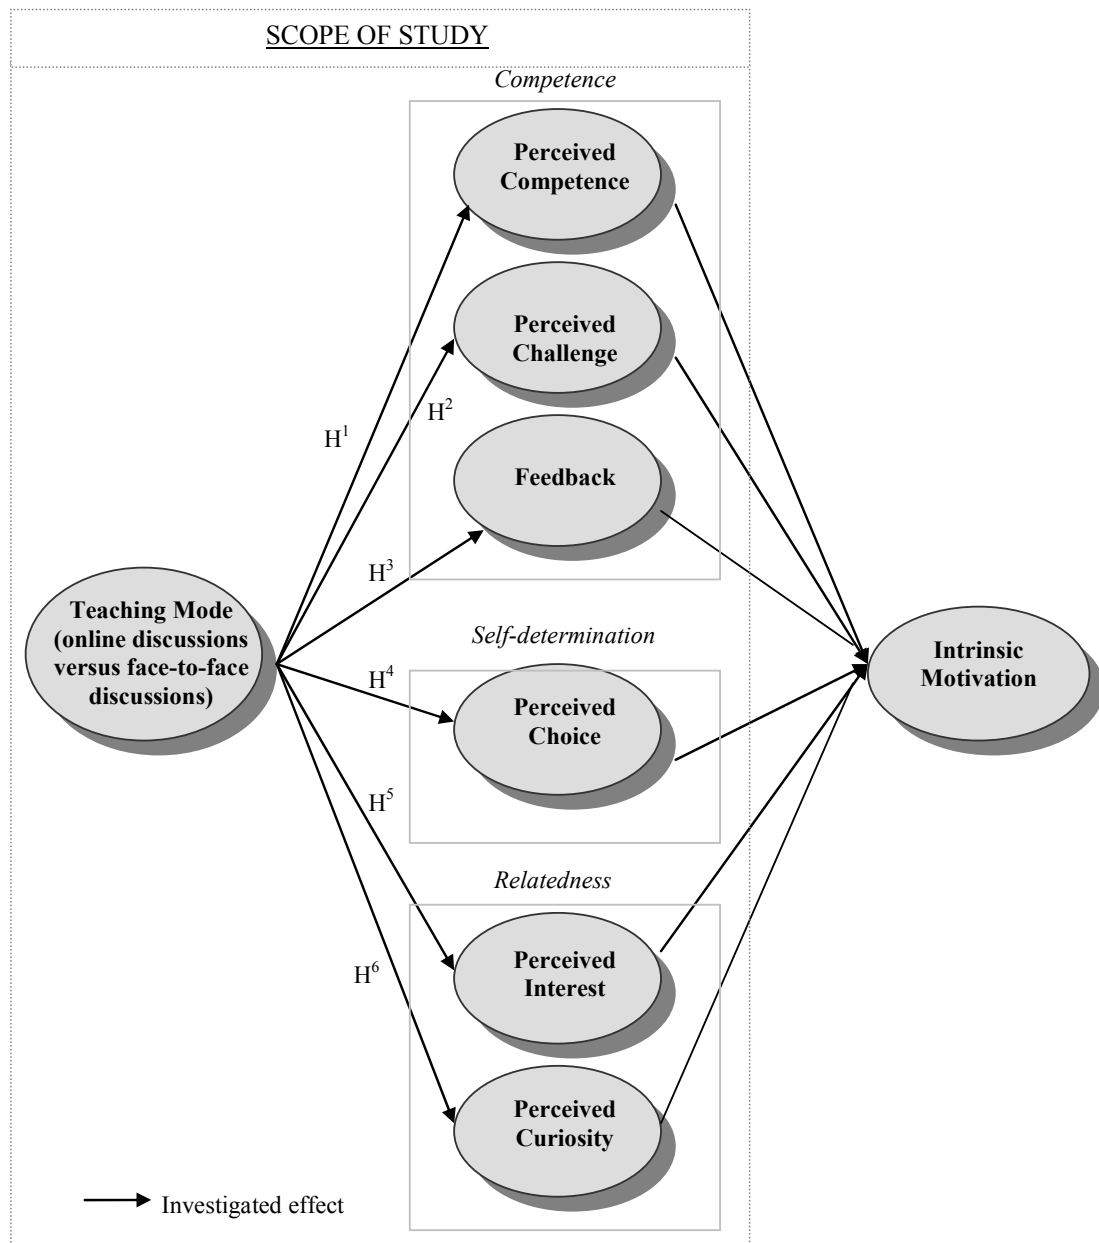 SCOPE OF STUDY
Competence
Perceived
Competence
Perceived
Challenge
H²
H¹
Feedback
H³
Teaching Mode
(online discussions
versus face-to-face
discussions)
Self-determination
Intrinsic
Motivation
H⁴
Perceived
Choice
H⁵
Relatedness
Perceived
Interest
H⁶
Perceived
Curiosity
Investigated effect